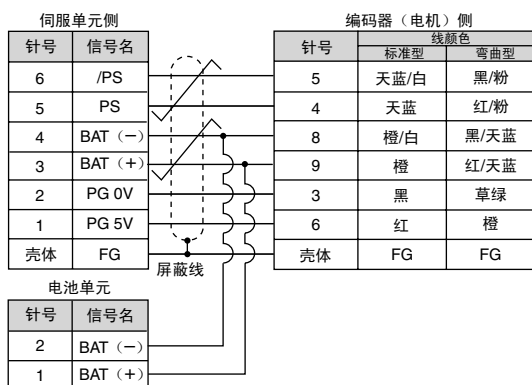 伺服单元侧
针号 信号名
6 /PS
5 PS
4 BAT（－）
3 BAT（+）
2 PG 0V
1 PG 5V
壳体 FG
屏蔽线
编码器（电机）侧
针号 线颜色
标准型 弯曲型
5 天蓝/白 黑/粉
4 天蓝 红/粉
8 橙/白 黑/天蓝
9 橙 红/天蓝
3 黑 草绿
6 红 橙
壳体 FG FG
电池单元
针号 信号名
2 BAT（－）
1 BAT（+）